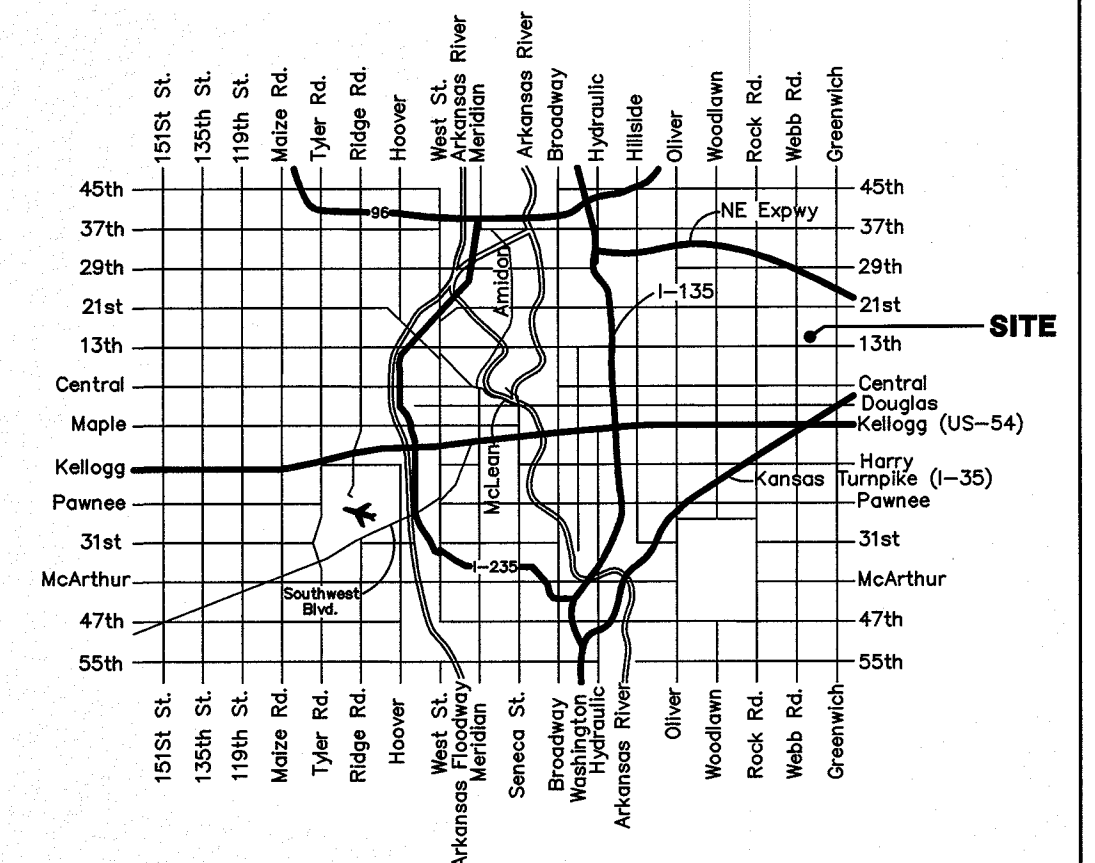 151St St.
135th St.
119th St.
Maize Rd.
Tyler Rd.
Ridge Rd.
Hoover
West St.
Arkansas River
Meridian
Arkansas River
Broadway
Hydraulic
Hillside
Oliver
Woodlawn
Rock Rd.
Webb Rd.
Greenwich
45th
37th
29th
21st
13th
Central
Maple
Kellogg
Pawnee
31st
McArthur
47th
55th
96
Amidon
NE Expwy
I-135
McLean
I-235
Southwest
Blvd.
SITE
45th
37th
29th
21st
13th
Central
Douglas
Kellogg (US-54)
Harry
Kansas Turnpike (I-35)
Pawnee
31st
McArthur
47th
55th
151St St.
135th St.
119th St.
Maize Rd.
Tyler Rd.
Ridge Rd.
Hoover
West St.
Arkansas Floodway
Meridian
Seneca St.
Broadway
Washington
Hydraulic
Arkansas River
Oliver
Woodlawn
Rock Rd.
Webb Rd.
Greenwich